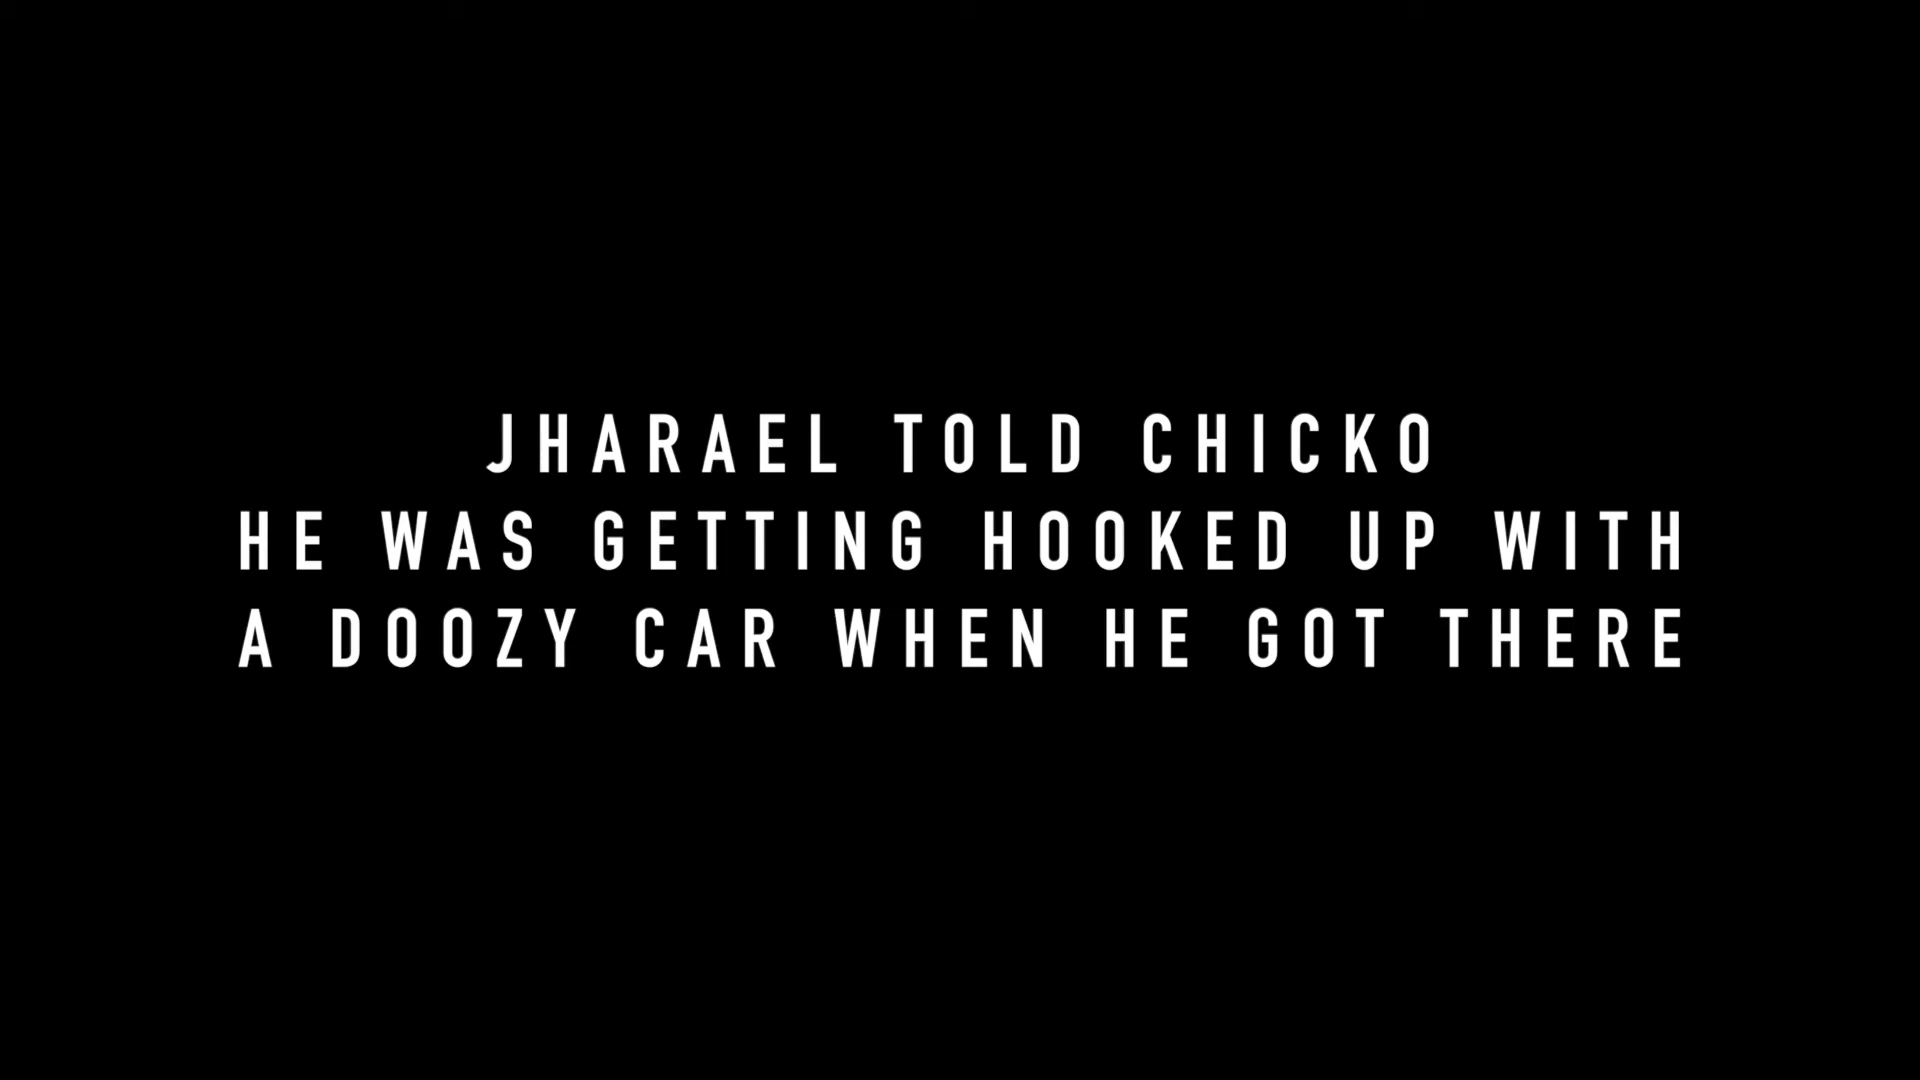 JHARAEL TOLD CHICKO
HE WAS GETTING HOOKED UP WITH
A DOOZY CAR WHEN HE GOT THERE